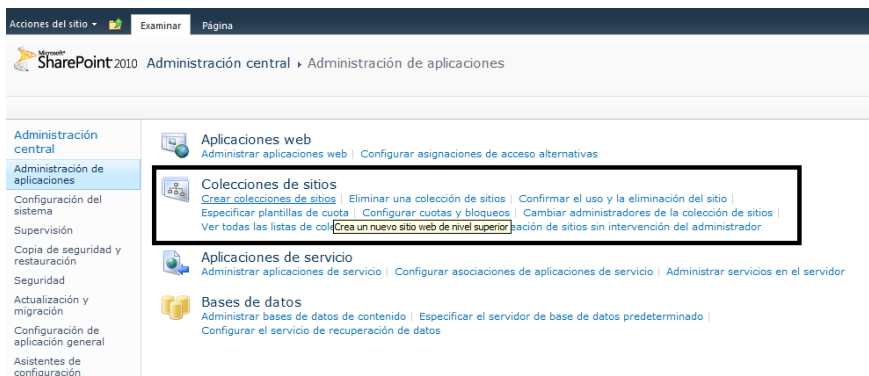 Acciones del sitio
Examinar
Página
Microsoft
SharePoint 2010
Administración central ▸ Administración de aplicaciones
Administración
central
Administración de
aplicaciones
Configuración del
sistema
Supervisión
Copia de seguridad y
restauración
Seguridad
Actualización y
migración
Configuración de
aplicación general
Asistentes de
configuración
Aplicaciones web
Administrar aplicaciones web | Configurar asignaciones de acceso alternativas
Colecciones de sitios
Crear colecciones de sitios | Eliminar una colección de sitios | Confirmar el uso y la eliminación del sitio |
Especificar plantillas de cuota | Configurar cuotas y bloqueos | Cambiar administradores de la colección de sitios |
Ver todas las listas de Crea un nuevo sitio web de nivel superior de sitios sin intervención del administrador
Aplicaciones de servicio
Administrar aplicaciones de servicio | Configurar asociaciones de aplicaciones de servicio | Administrar servicios en el servidor
Bases de datos
Administrar bases de datos de contenido | Especificar el servidor de base de datos predeterminado |
Configurar el servicio de recuperación de datos